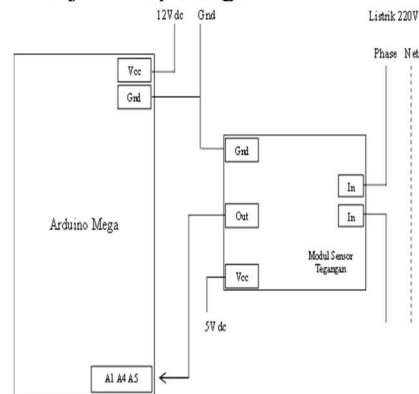 12V dc Gnd
Listrik 220V
Phase Net
Vcc
Gnd
Gnd
In
Out
In
Arduino Mega
Modul Sensor
Tegangan
Vcc
5V dc
A1 A4 A5